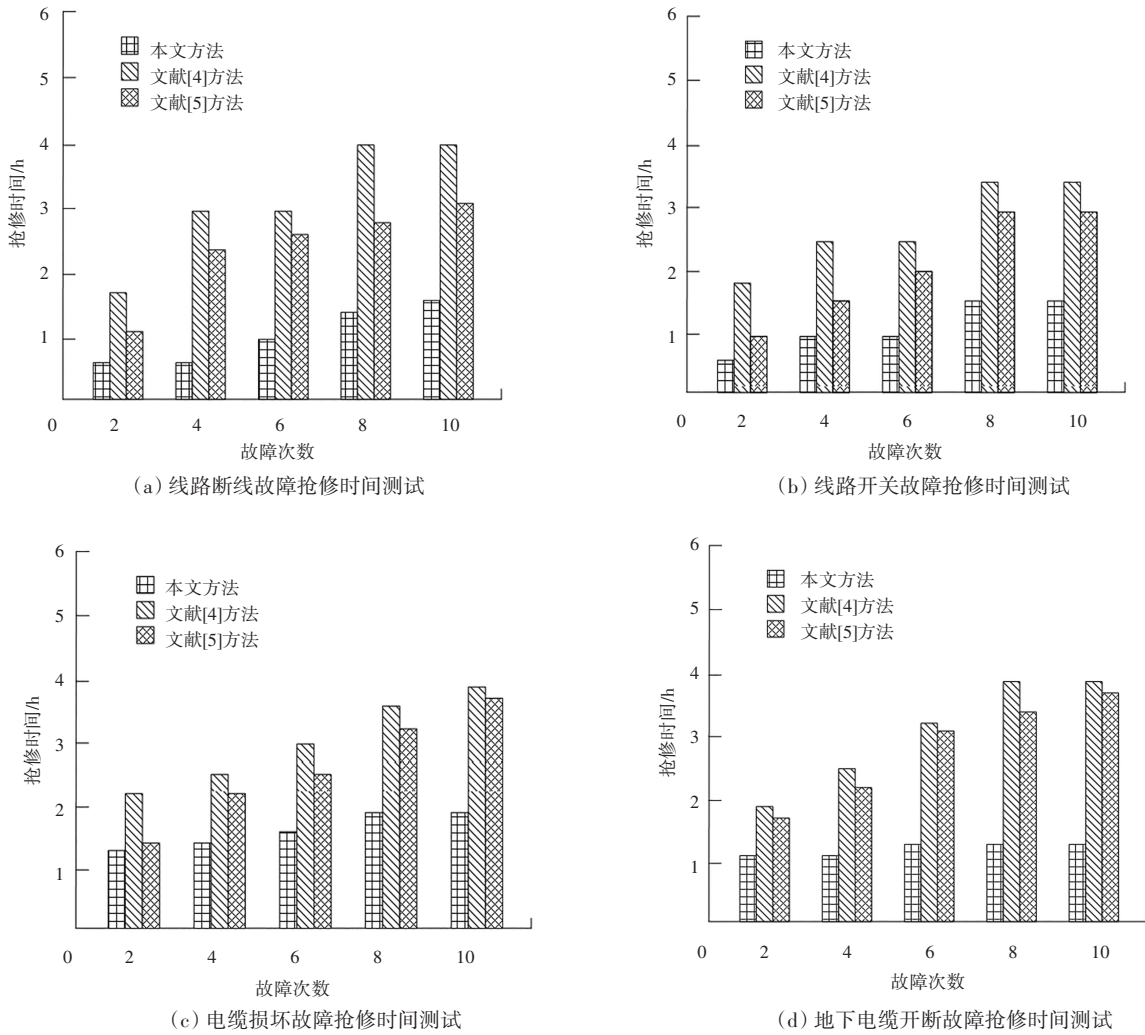 6
5
4
3
2
1
0
抢修时间/h
本文方法
文献[4]方法
文献[5]方法
2 4 6 8 10
故障次数
(a)线路断线故障抢修时间测试
6
5
4
3
2
1
0
抢修时间/h
本文方法
文献[4]方法
文献[5]方法
2 4 6 8 10
故障次数
(b)线路开关故障抢修时间测试
6
5
4
3
2
1
0
抢修时间/h
本文方法
文献[4]方法
文献[5]方法
2 4 6 8 10
故障次数
(c)电缆损坏故障抢修时间测试
6
5
4
3
2
1
0
抢修时间/h
本文方法
文献[4]方法
文献[5]方法
2 4 6 8 10
故障次数
(d)地下电缆开断故障抢修时间测试